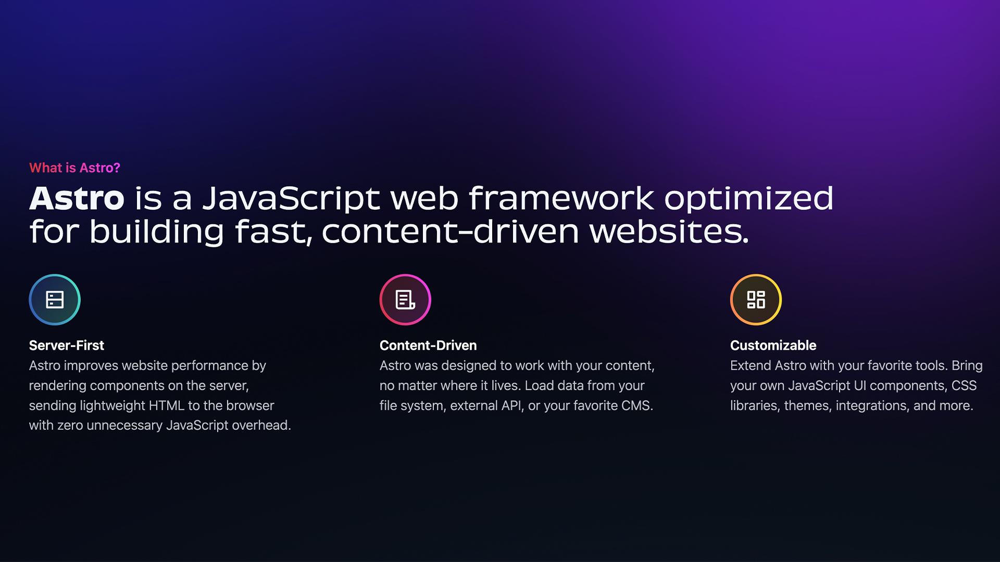 What is Astro?
Astro is a JavaScript web framework optimized
for building fast, content-driven websites.
Server-First
Astro improves website performance by
rendering components on the server,
sending lightweight HTML to the browser
with zero unnecessary JavaScript overhead.
Content-Driven
Astro was designed to work with your content,
no matter where it lives. Load data from your
file system, external API, or your favorite CMS.
Customizable
Extend Astro with your favorite tools. Bring
your own JavaScript UI components, CSS
libraries, themes, integrations, and more.